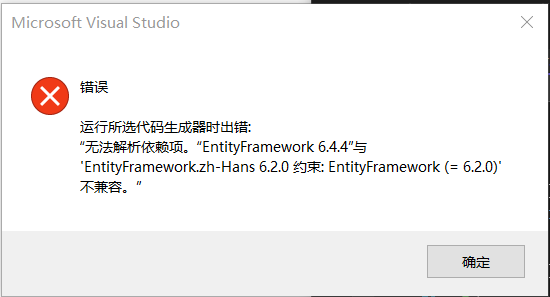 Microsoft Visual Studio
错误
运行所选代码生成器时出错:
“无法解析依赖项。“EntityFramework 6.4.4”与
'EntityFramework.zh-Hans 6.2.0 约束: EntityFramework (= 6.2.0)'
不兼容。”
确定